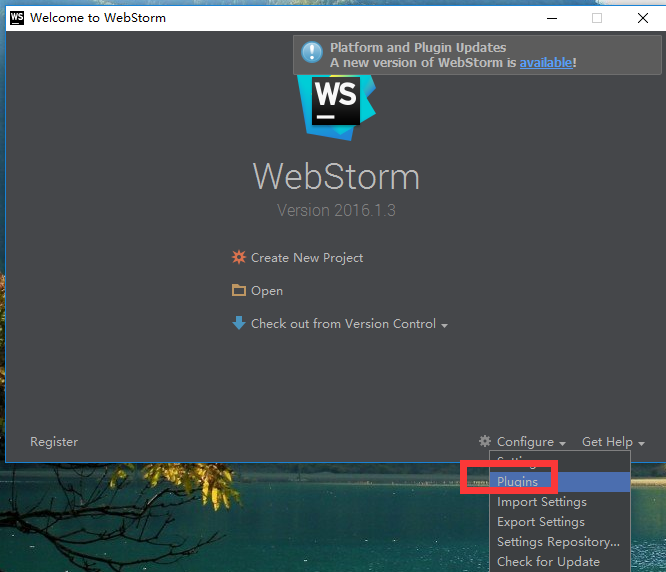 WS Welcome to WebStorm
Platform and Plugin Updates
A new version of WebStorm is available!
WS
WebStorm
Version 2016.1.3
Create New Project
Open
Check out from Version Control
Register
Configure
Get Help
Plugins
Import Settings
Export Settings
Settings Repository...
Check for Update